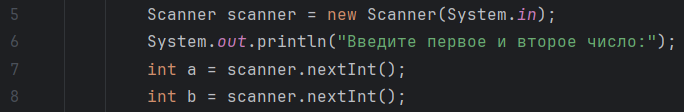 5 Scanner scanner = new Scanner(System.in);
6 System.out.println("Введите первое и второе число:");
7 int a = scanner.nextInt();
8 int b = scanner.nextInt();